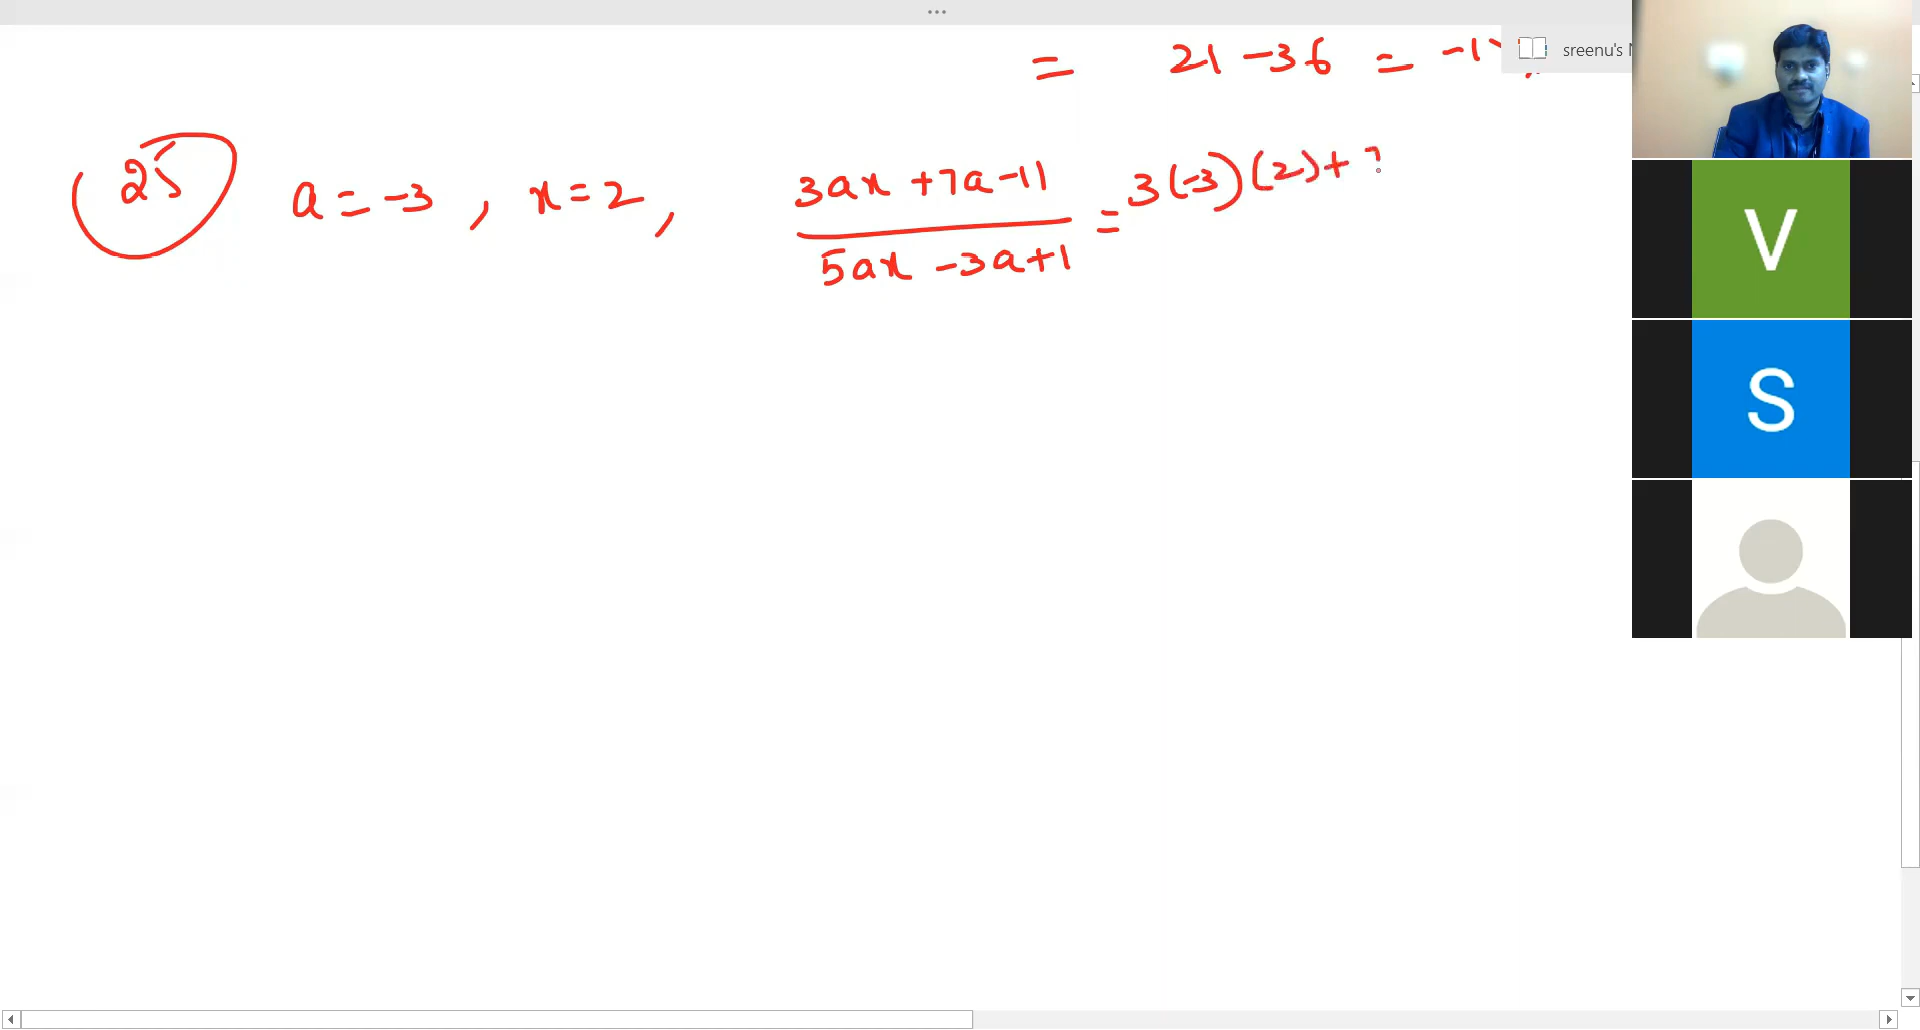 ...
= 21 - 36 = -1
sreenu's
25 a = -3 , x = 2 , 3ax + 7a - 11 / 5ax - 3a + 1 = 3(-3)(2) +
V
S